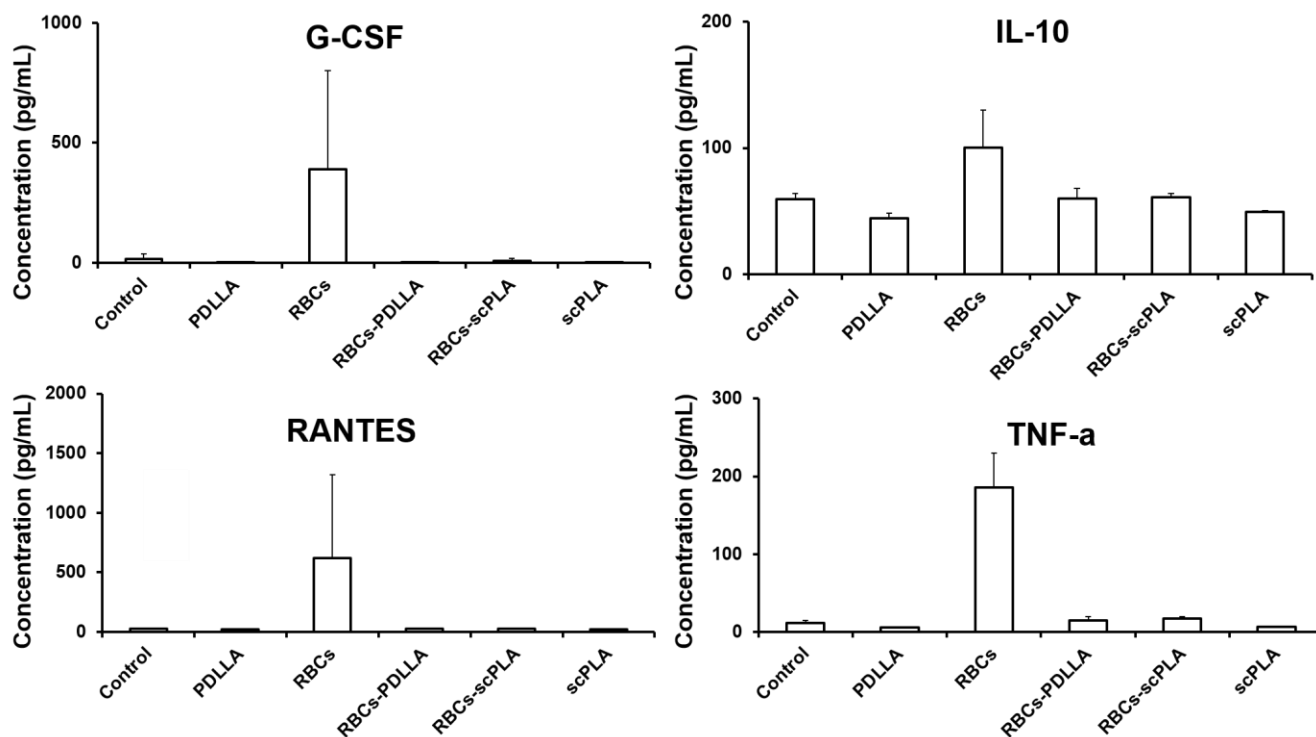 G-CSF
Concentration (pg/mL)
1000
500
0
Control
PDLLA
RBCs
RBCs-PDLLA
RBCs-scPLA
scPLA
IL-10
Concentration (pg/mL)
200
100
0
Control
PDLLA
RBCs
RBCs-PDLLA
RBCs-scPLA
scPLA
RANTES
Concentration (pg/mL)
2000
1500
1000
500
0
Control
PDLLA
RBCs
RBCs-PDLLA
RBCs-scPLA
scPLA
TNF-a
Concentration (pg/mL)
300
200
100
0
Control
PDLLA
RBCs
RBCs-PDLLA
RBCs-scPLA
scPLA